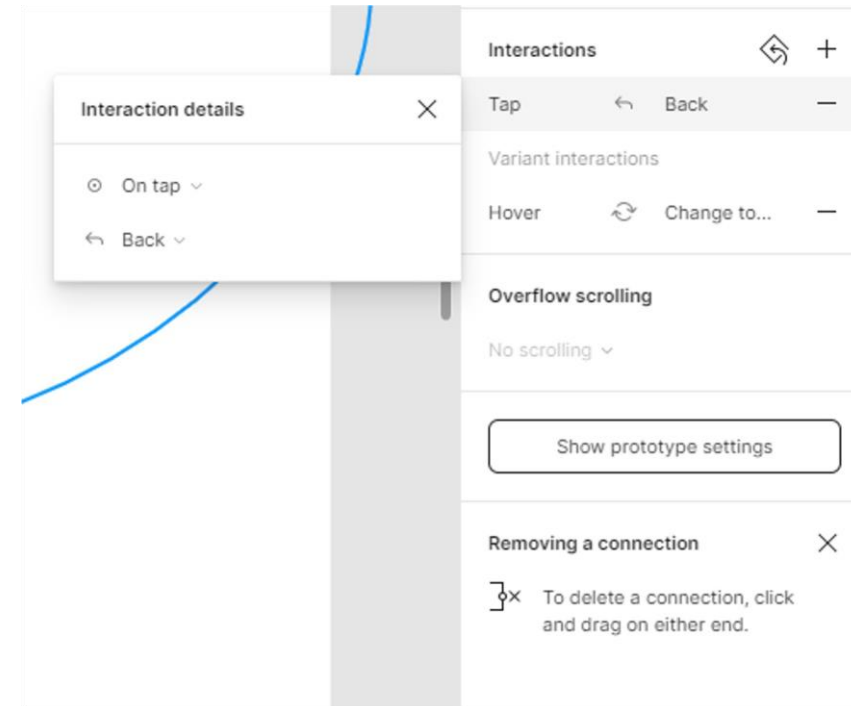 Interactions
Tap Back
Variant interactions
Hover Change to...
Overflow scrolling
No scrolling
Show prototype settings
Removing a connection
To delete a connection, click
and drag on either end.
Interaction details
On tap
Back